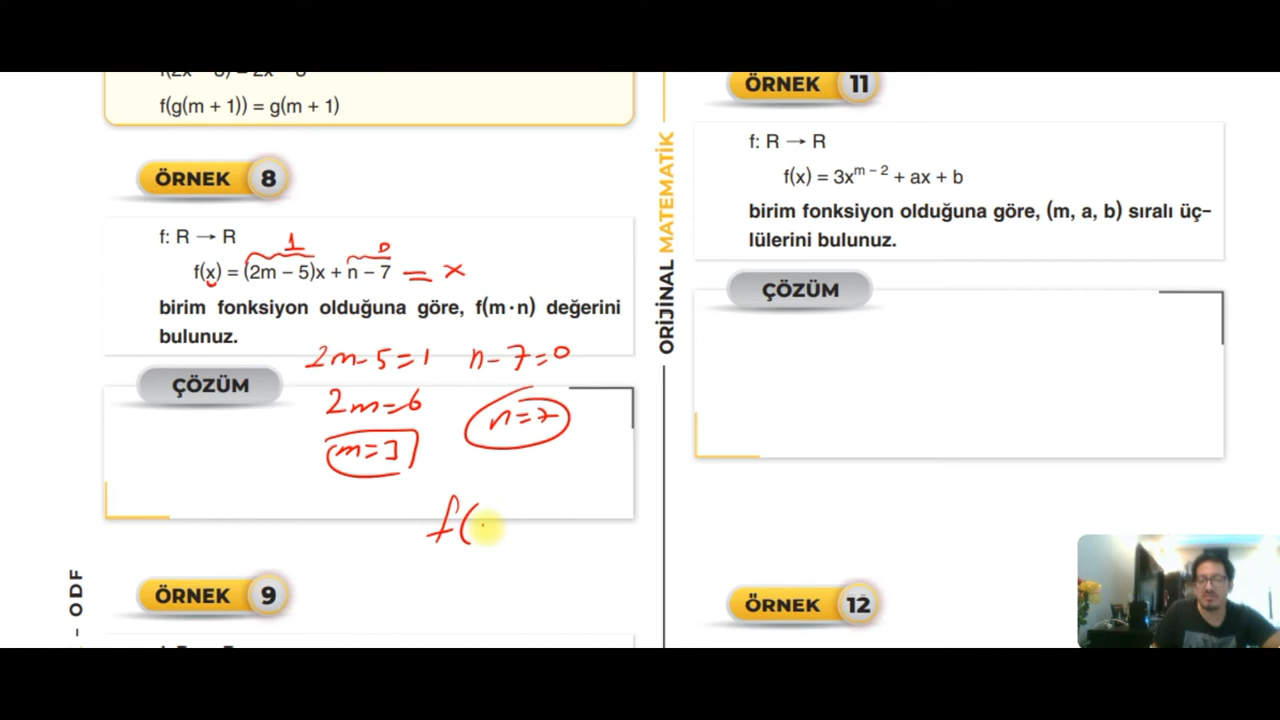 f(g(m + 1)) = g(m + 1)
ÖRNEK 8
f: R → R
1
0
f(x) = (2m − 5)x + n − 7 = x
birim fonksiyon olduğuna göre, f(m·n) değerini
bulunuz.
2m-5=1 n-7=0
ÇÖZÜM
2m=6 n=7
m=3
f(
ÖRNEK 9
– ODF
ORİJİNAL MATEMATİK
ÖRNEK 11
f: R → R
f(x) = 3x^{m − 2} + ax + b
birim fonksiyon olduğuna göre, (m, a, b) sıralı üç-
lülerini bulunuz.
ÇÖZÜM
ÖRNEK 12